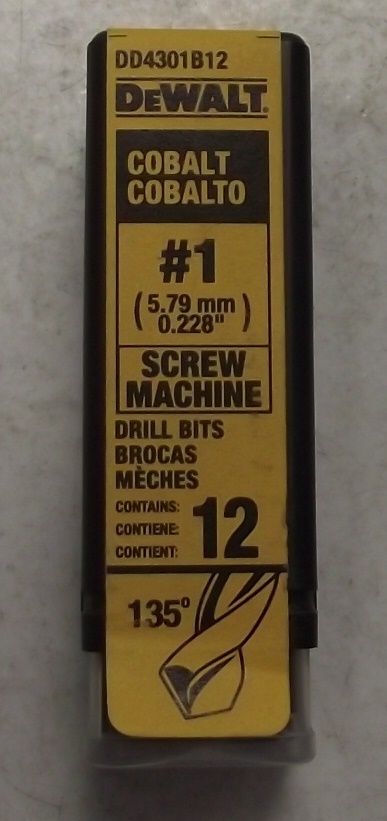 DD4301B12
DEWALT®
COBALT
COBALTO
#1
( 5.79 mm )
0.228"
SCREW
MACHINE
DRILL BITS
BROCAS
MÈCHES
CONTAINS:
CONTIENE:
CONTIENT:
12
135°